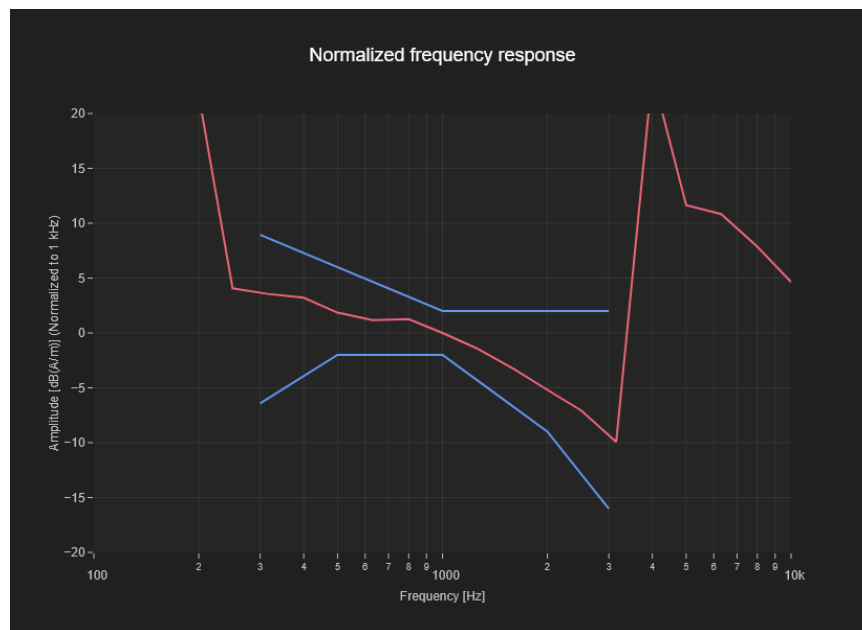 Normalized frequency response
Amplitude [dB(A/m)] (Normalized to 1 kHz)
20
15
10
5
0
−5
−10
−15
−20
100 2 3 4 5 6 7 8 9 1000 2 3 4 5 6 7 8 9 10k
Frequency [Hz]